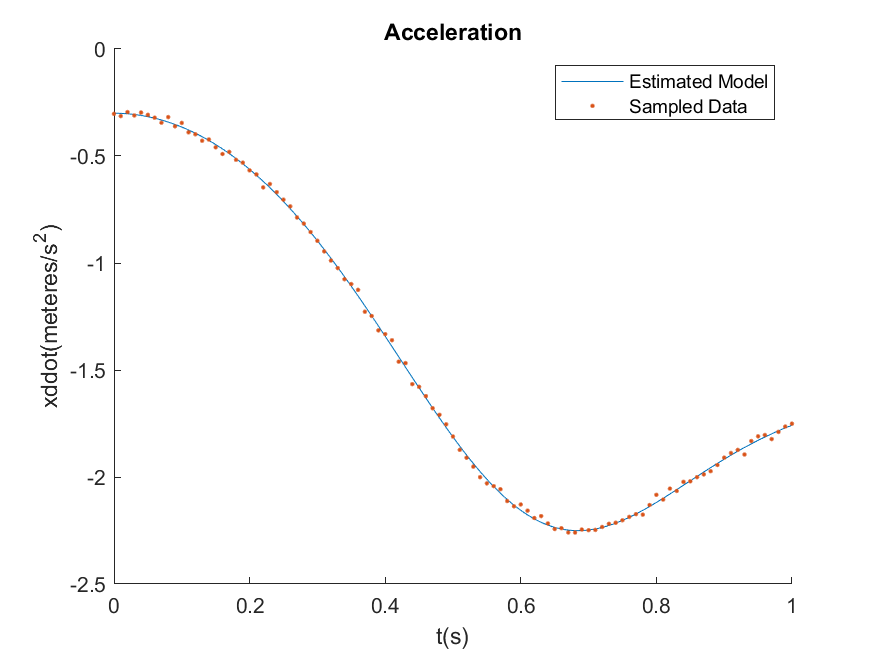 Acceleration
Estimated Model
Sampled Data
0
-0.5
-1
-1.5
-2
-2.5
xddot(meteres/s²)
0 0.2 0.4 0.6 0.8 1
t(s)